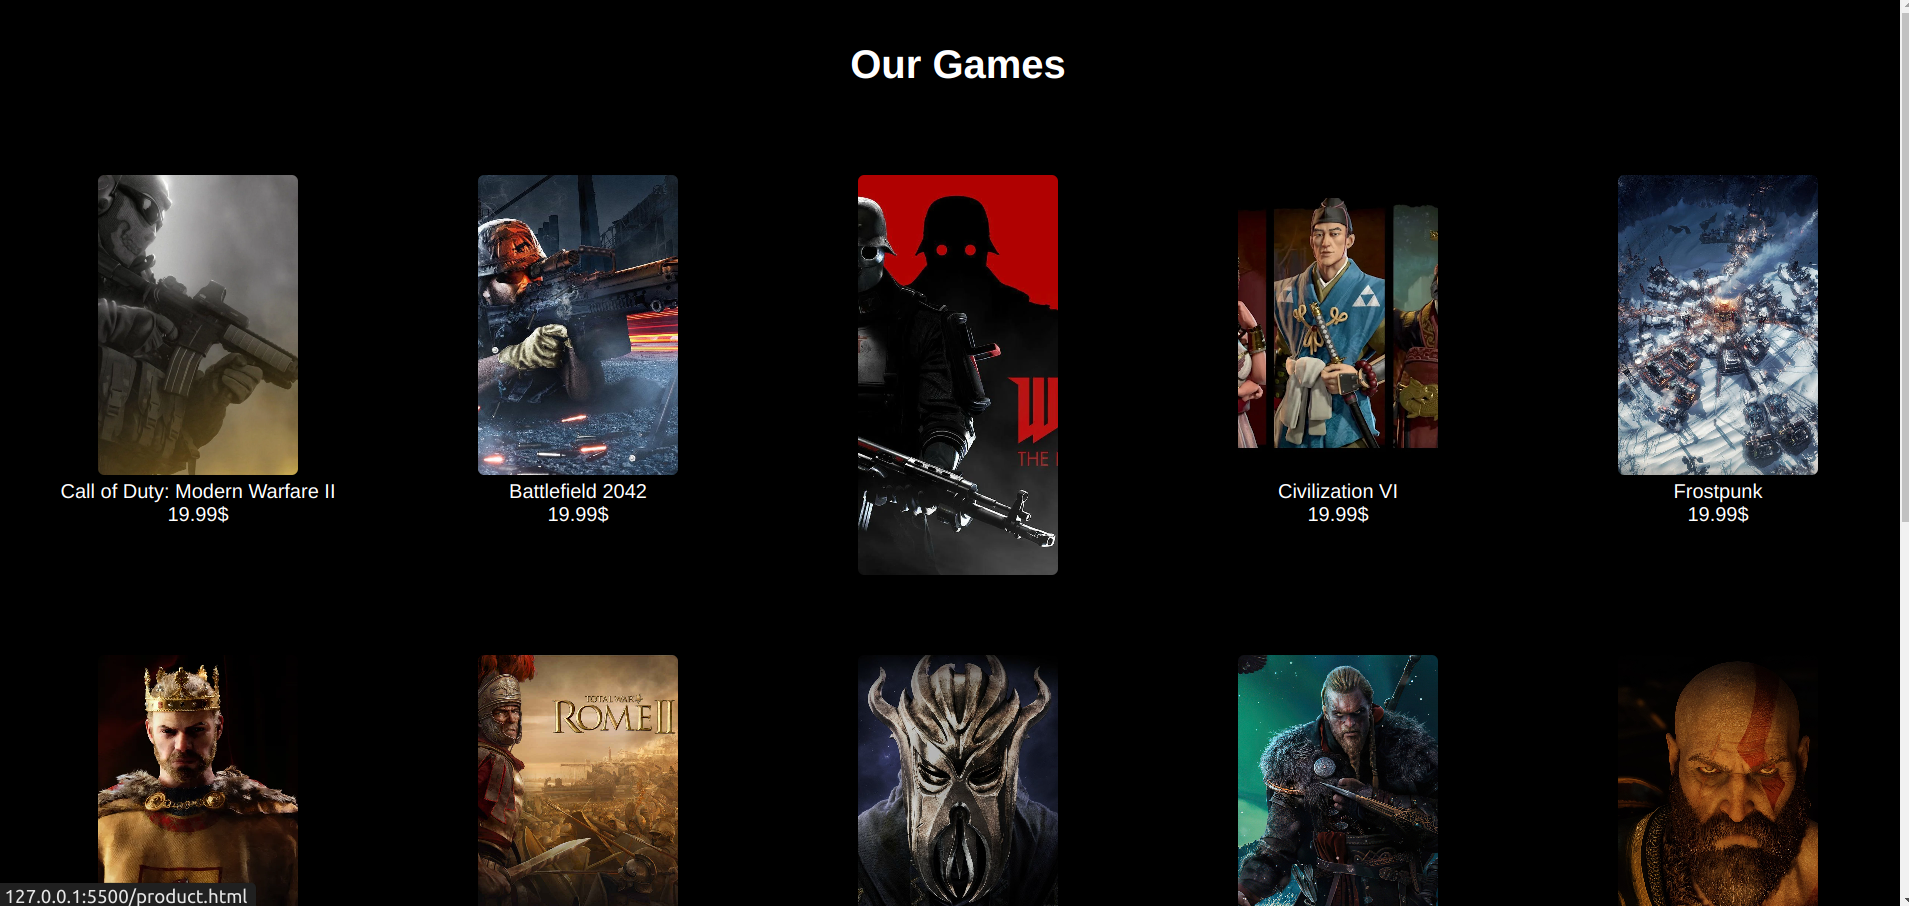 Our Games
W
THE
Call of Duty: Modern Warfare II
19.99$
Battlefield 2042
19.99$
Civilization VI
19.99$
Frostpunk
19.99$
TOTAL WAR
ROME II
127.0.0.1:5500/product.html